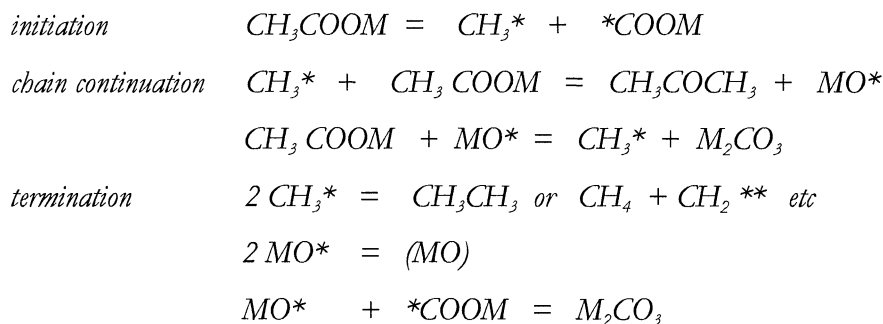 initiation CH₃COOM = CH₃* + *COOM
chain continuation CH₃* + CH₃ COOM = CH₃COCH₃ + MO*
CH₃ COOM + MO* = CH₃* + M₂CO₃
termination 2 CH₃* = CH₃CH₃ or CH₄ + CH₂ ** etc
2 MO* = (MO)
MO* + *COOM = M₂CO₃